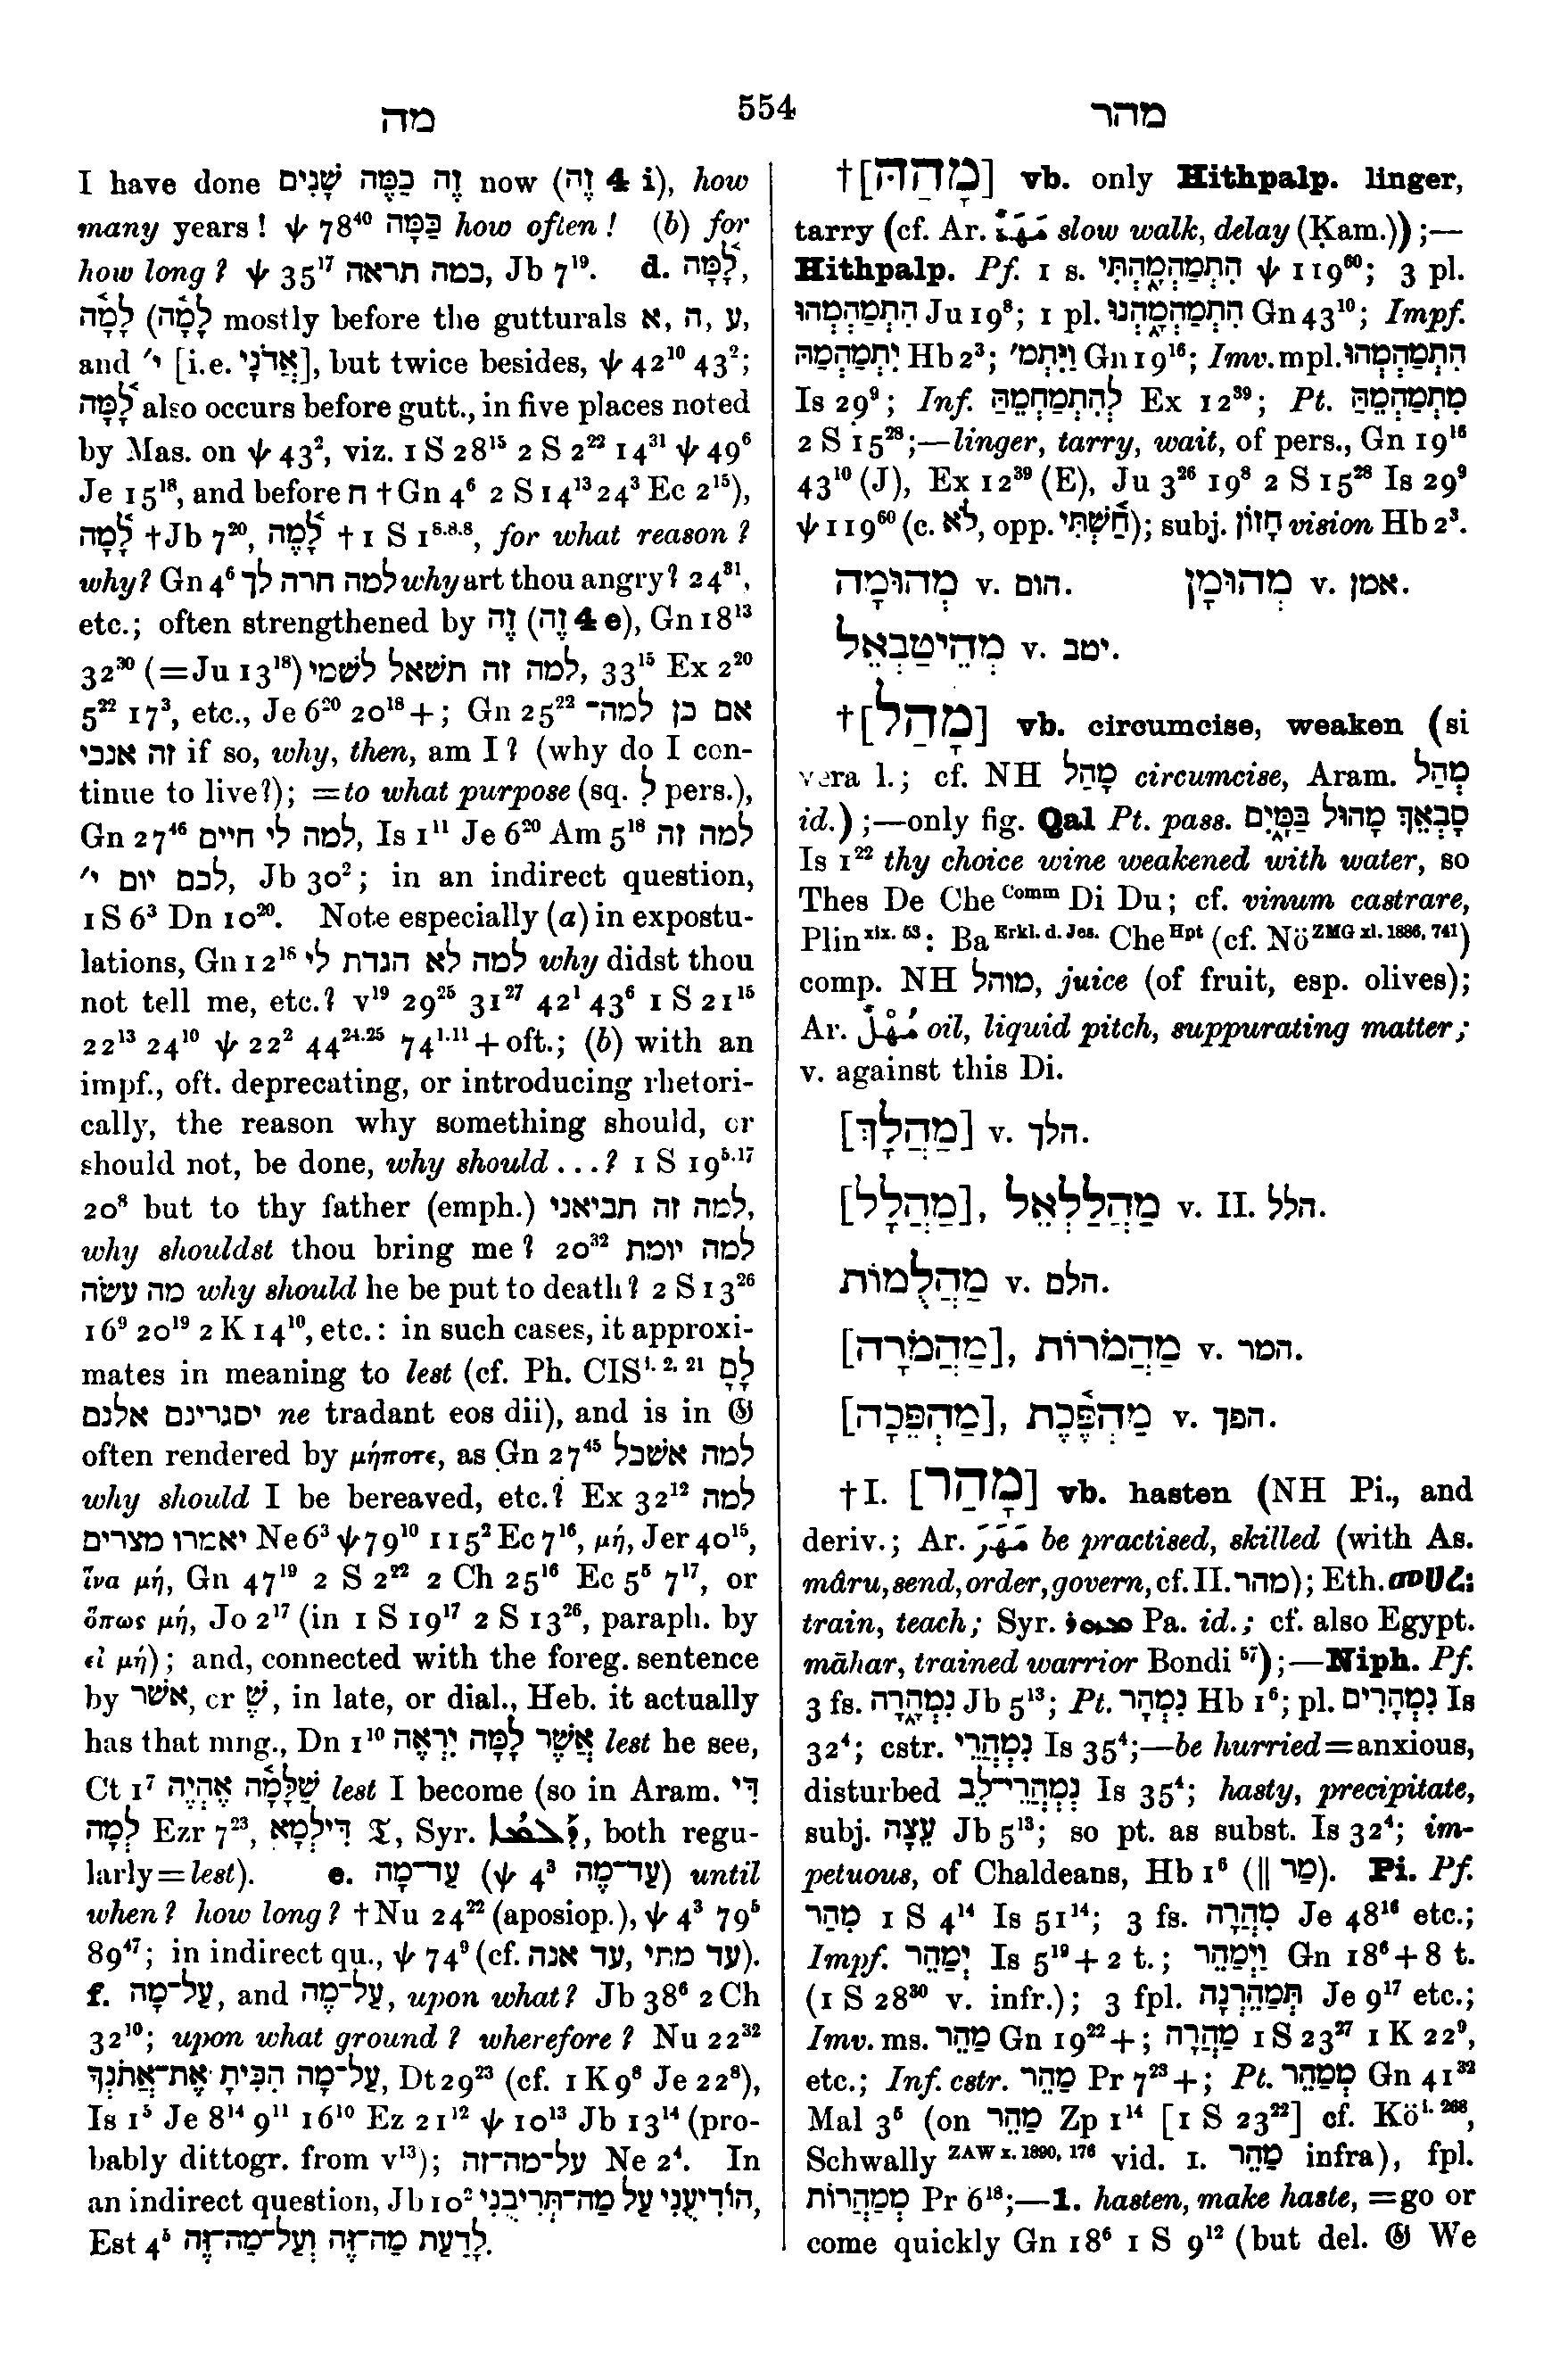 מה
554
מהר
I have done זֶה כַּמֶּה שָׁנִים now (זֶה 4 i), how
many years! ψ 78⁴⁰ כַּמָּה how often! (b) for
how long? ψ 35¹⁷ כמה תראה, Jb 7¹⁹. d. לָ֫מָּה,
לָמָ֫ה (לָמָ֫ה mostly before the gutturals א, ה, ע,
and י׳ [i.e. אֲדֹנָי], but twice besides, ψ 42¹⁰ 43²;
לָ֫מָּה also occurs before gutt., in five places noted
by Mas. on ψ 43², viz. 1 S 28¹⁵ 2 S 2²² 14³¹ ψ 49⁶
Je 15¹⁸, and before ח †Gn 4⁶ 2 S 14¹³ 24³ Ec 2¹⁵),
לָ֫מָה †Jb 7²⁰, לָ֫מֶה † 1 S 1⁸·⁸·⁸, for what reason?
why? Gn 4⁶ למה חרה לך why art thou angry? 24³¹,
etc.; often strengthened by זֶה (זֶה 4 e), Gn 18¹³
32³⁰ (=Ju 13¹⁸) למה זה תשאל לשמי, 33¹⁵ Ex 2²⁰
5²² 17³, etc., Je 6²⁰ 20¹⁸+; Gn 25²² אם כן למה־
זה אנכי if so, why, then, am I? (why do I con-
tinue to live?); =to what purpose (sq. לְ pers.),
Gn 27⁴⁶ למה לי חיים, Is 1¹¹ Je 6²⁰ Am 5¹⁸ למה זה
לכם יום י׳, Jb 30²; in an indirect question,
1 S 6³ Dn 10²⁰. Note especially (a) in expostu-
lations, Gn 12¹⁸ למה לא הגדת לי why didst thou
not tell me, etc.? v¹⁹ 29²⁵ 31²⁷ 42¹ 43⁶ 1 S 21¹⁵
22¹³ 24¹⁰ ψ 22² 44²⁴·²⁵ 74¹·¹¹+oft.; (b) with an
impf., oft. deprecating, or introducing rhetori-
cally, the reason why something should, or
should not, be done, why should ...? 1 S 19⁵·¹⁷
20⁸ but to thy father (emph.) למה זה תביאני,
why shouldst thou bring me? 20³² למה יומת
מה עשׂה why should he be put to death? 2 S 13²⁶
16⁹ 20¹⁹ 2 K 14¹⁰, etc.: in such cases, it approxi-
mates in meaning to lest (cf. Ph. CIS¹·²·²¹ לָם
יסגרינם אלנם ne tradant eos dii), and is in 𝔊
often rendered by μήποτε, as Gn 27⁴⁵ למה אשכל
why should I be bereaved, etc.? Ex 32¹² למה
יאמרו מצרים Ne 6³ ψ 79¹⁰ 115² Ec 7¹⁶, μή, Jer 40¹⁵,
ἵνα μή, Gn 47¹⁹ 2 S 2²² 2 Ch 25¹⁶ Ec 5⁵ 7¹⁷, or
ὅπως μή, Jo 2¹⁷ (in 1 S 19¹⁷ 2 S 13²⁶, paraph. by
εἰ μή); and, connected with the foreg. sentence
by אשׁר, or שֶׁ, in late, or dial., Heb. it actually
has that mng., Dn 1¹⁰ אֲשֶׁר לָמָּה יִרְאֶה lest he see,
Ct 1⁷ שַׁלָּמָ֫ה אֶהְיֶה lest I become (so in Aram. דִּי
לְמָה Ezr 7²³, דִּילְמָא 𝔗, Syr. ܕܠܡܐ, both regu-
larly=lest). e. עַד־מָה (ψ 4³ עַד־מֶה) until
when? how long? †Nu 24²² (aposiop.), ψ 4³ 79⁵
89⁴⁷; in indirect qu., ψ 74⁹ (cf. עד מתי, עד אנה).
f. עַל־מָה, and עַל־מֶה, upon what? Jb 38⁶ 2 Ch
32¹⁰; upon what ground? wherefore? Nu 22³²
עַל־מָה הִכִּיתָ אֶת־אֲתֹנְךָ, Dt 29²³ (cf. 1 K 9⁸ Je 22⁸),
Is 1⁵ Je 8¹⁴ 9¹¹ 16¹⁰ Ez 21¹² ψ 10¹³ Jb 13¹⁴ (pro-
bably dittogr. from v¹³); על־מה־זה Ne 2⁴. In
an indirect question, Jb 10² הוֹדִיעֵנִי עַל מַה־תְּרִיבֵנִי,
Est 4⁵ לָדַעַת מַה־זֶּה וְעַל־מַה־זֶּה.
†[מָהַהּ] vb. only Hithpalp. linger,
tarry (cf. Ar. مَهَهٌ slow walk, delay (Ḳam.));—
Hithpalp. Pf. 1 s. הִתְמַהְמָהְתִּי ψ 119⁶⁰; 3 pl.
הִתְמַהְמְהוּ Ju 19⁸; 1 pl. הִתְמַהְמָהְנוּ Gn 43¹⁰; Impf.
יִתְמַהְמַהּ Hb 2³; וַיִּתְמ׳ Gn 19¹⁶; Imv. mpl. הִתְמַהְמְהוּ
Is 29⁹; Inf. לְהִתְמַהְמֵהַּ Ex 12³⁹; Pt. מִתְמַהְמֵהַּ
2 S 15²⁸;—linger, tarry, wait, of pers., Gn 19¹⁶
43¹⁰ (J), Ex 12³⁹ (E), Ju 3²⁶ 19⁸ 2 S 15²⁸ Is 29⁹
ψ 119⁶⁰ (c. לֹא, opp. חַ֫שְׁתִּי); subj. חָזוֹן vision Hb 2³.
מְהוּמָה v. הום. מְהוּמָן v. אמן.
מְהֵיטַבְאֵל v. יטב.
†[מָהַל] vb. circumcise, weaken (si
vera l.; cf. NH מָהַל circumcise, Aram. מְהַל
id.);—only fig. Qal Pt. pass. סָבְאֵךְ מָהוּל בַּמָּיִם
Is 1²² thy choice wine weakened with water, so
Thes De Che Comm Di Du; cf. vinum castrare,
Plin xix. 53: Ba Erkl. d. Jes. Che Hpt (cf. Nö ZMG xl. 1886, 741)
comp. NH מוהל, juice (of fruit, esp. olives);
Ar. مُهْلٌ oil, liquid pitch, suppurating matter;
v. against this Di.
[מַהֲלָךְ] v. הלך.
[מַהֲלָל], מַהֲלַלְאֵל v. II. הלל.
מַהֲלֻמוֹת v. הלם.
[מַהֲמֹרָה], מַהֲמֹרוֹת v. המר.
[מַהְפֵּכָה], מַהְפֶּ֫כֶת v. הפך.
†I. [מָהַר] vb. hasten (NH Pi., and
deriv.; Ar. مَهَرَ be practised, skilled (with As.
mâru, send, order, govern, cf. II. מהר); Eth. መሀረ፡
train, teach; Syr. ܡܗܪ Pa. id.; cf. also Egypt.
māhar, trained warrior Bondi ⁵⁷);—Niph. Pf.
3 fs. נִמְהָרָה Jb 5¹³; Pt. נִמְהָר Hb 1⁶; pl. נִמְהָרִים Is
32⁴; cstr. נִמְהֲרֵי Is 35⁴;—be hurried=anxious,
disturbed נִמְהֲרֵי־לֵב Is 35⁴; hasty, precipitate,
subj. עֵצָה Jb 5¹³; so pt. as subst. Is 32⁴; im-
petuous, of Chaldeans, Hb 1⁶ (‖ מַר). Pi. Pf.
מִהַר 1 S 4¹⁴ Is 51¹⁴; 3 fs. מִהֲרָה Je 48¹⁶ etc.;
Impf. יְמַהֵר Is 5¹⁹+2 t.; וַיְמַהֵר Gn 18⁶+8 t.
(1 S 28²⁰ v. infr.); 3 fpl. תְּמַהֵרְנָה Je 9¹⁷ etc.;
Imv. ms. מַהֵר Gn 19²²+; מַהֲרָה 1 S 23²⁷ 1 K 22⁹,
etc.; Inf. cstr. מַהֵר Pr 7²³+; Pt. מְמַהֵר Gn 41³²
Mal 3⁵ (on מַהֵר Zp 1¹⁴ [1 S 23²²] cf. Kö i. 268,
Schwally ZAW x. 1890, 176 vid. 1. מַהֵר infra), fpl.
מְמַהֲרוֹת Pr 6¹⁸;—1. hasten, make haste, =go or
come quickly Gn 18⁶ 1 S 9¹² (but del. 𝔊 We